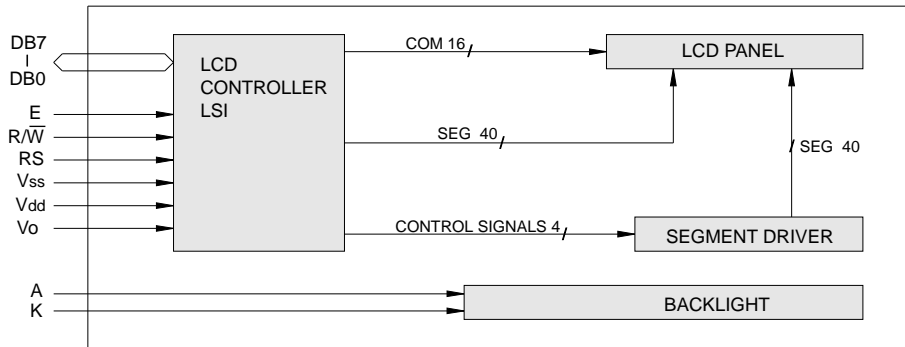 DB7
DB0
E
R/W̅
RS
Vss
Vdd
Vo
A
K
LCD
CONTROLLER
LSI
COM 16
SEG 40
CONTROL SIGNALS 4
LCD PANEL
SEG 40
SEGMENT DRIVER
BACKLIGHT